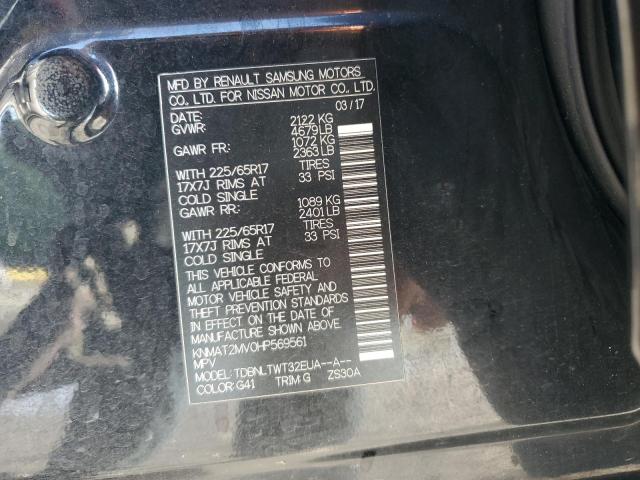 MFD BY RENAULT SAMSUNG MOTORS
CO., LTD. FOR NISSAN MOTOR CO., LTD.
DATE: 03/17
GVWR: 2122 KG
4679 LB
GAWR FR: 1072 KG
2363 LB
WITH 225/65R17 TIRES
17X7J RIMS AT 33 PSI
COLD SINGLE
GAWR RR: 1089 KG
2401 LB
WITH 225/65R17 TIRES
17X7J RIMS AT 33 PSI
COLD SINGLE
THIS VEHICLE CONFORMS TO
ALL APPLICABLE FEDERAL
MOTOR VEHICLE SAFETY AND
THEFT PREVENTION STANDARDS
IN EFFECT ON THE DATE OF
MANUFACTURE SHOWN ABOVE.
KNMAT2MV0HP569561
MPV
MODEL: TDBNLTWT32EUA--A--
COLOR: G41 TRIM: G ZS30A